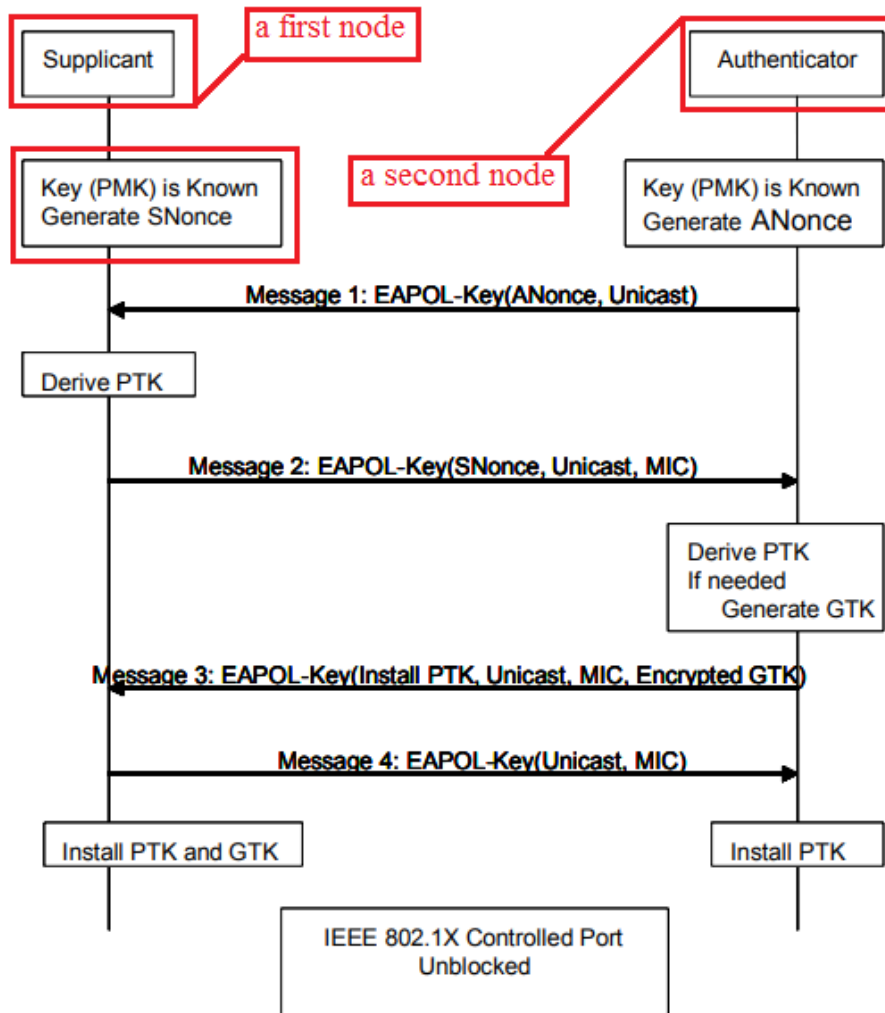 a first node
Supplicant
Authenticator
a second node
Key (PMK) is Known
Generate SNonce
Key (PMK) is Known
Generate ANonce
Message 1: EAPOL-Key(ANonce, Unicast)
Derive PTK
Message 2: EAPOL-Key(SNonce, Unicast, MIC)
Derive PTK
If needed
Generate GTK
Message 3: EAPOL-Key(Install PTK, Unicast, MIC, Encrypted GTK)
Message 4: EAPOL-Key(Unicast, MIC)
Install PTK and GTK
Install PTK
IEEE 802.1X Controlled Port
Unblocked